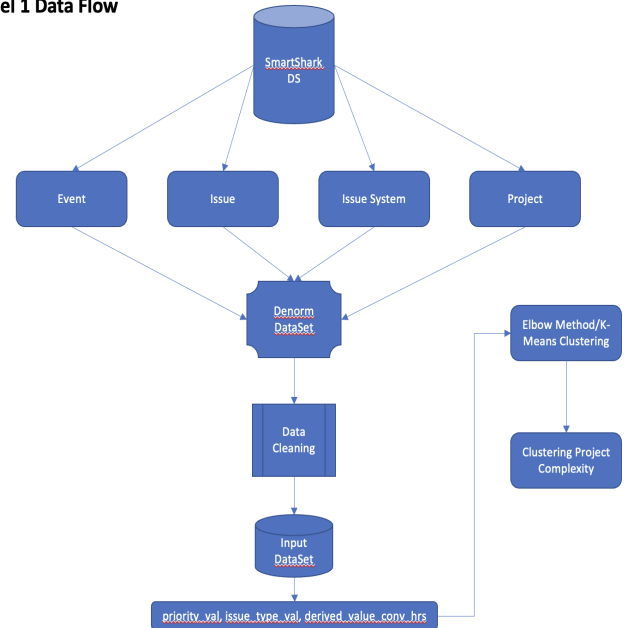 el 1 Data Flow
SmartShark
DS
Event
Issue
Issue System
Project
Denorm
DataSet
Elbow Method/K-
Means Clustering
Data
Cleaning
Clustering Project
Complexity
Input
DataSet
priority_val, issue_type_val, derived_value_conv_hrs